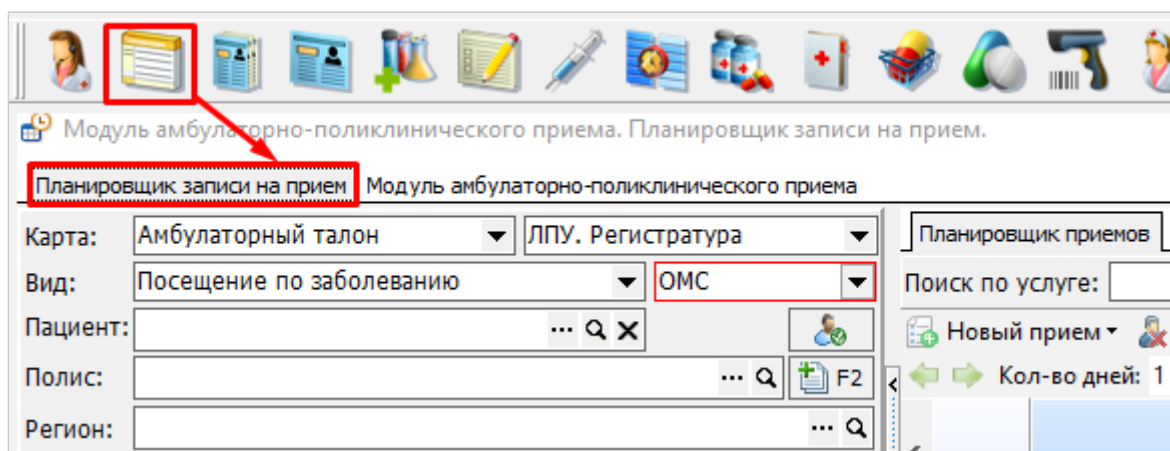 Модуль амбулаторно-поликлинического приема. Планировщик записи на прием.
Планировщик записи на прием Модуль амбулаторно-поликлинического приема
Карта: Амбулаторный талон ЛПУ. Регистратура
Вид: Посещение по заболеванию ОМС
Пациент:
Полис: F2
Регион:
Планировщик приемов
Поиск по услуге:
Новый прием
Кол-во дней: 1